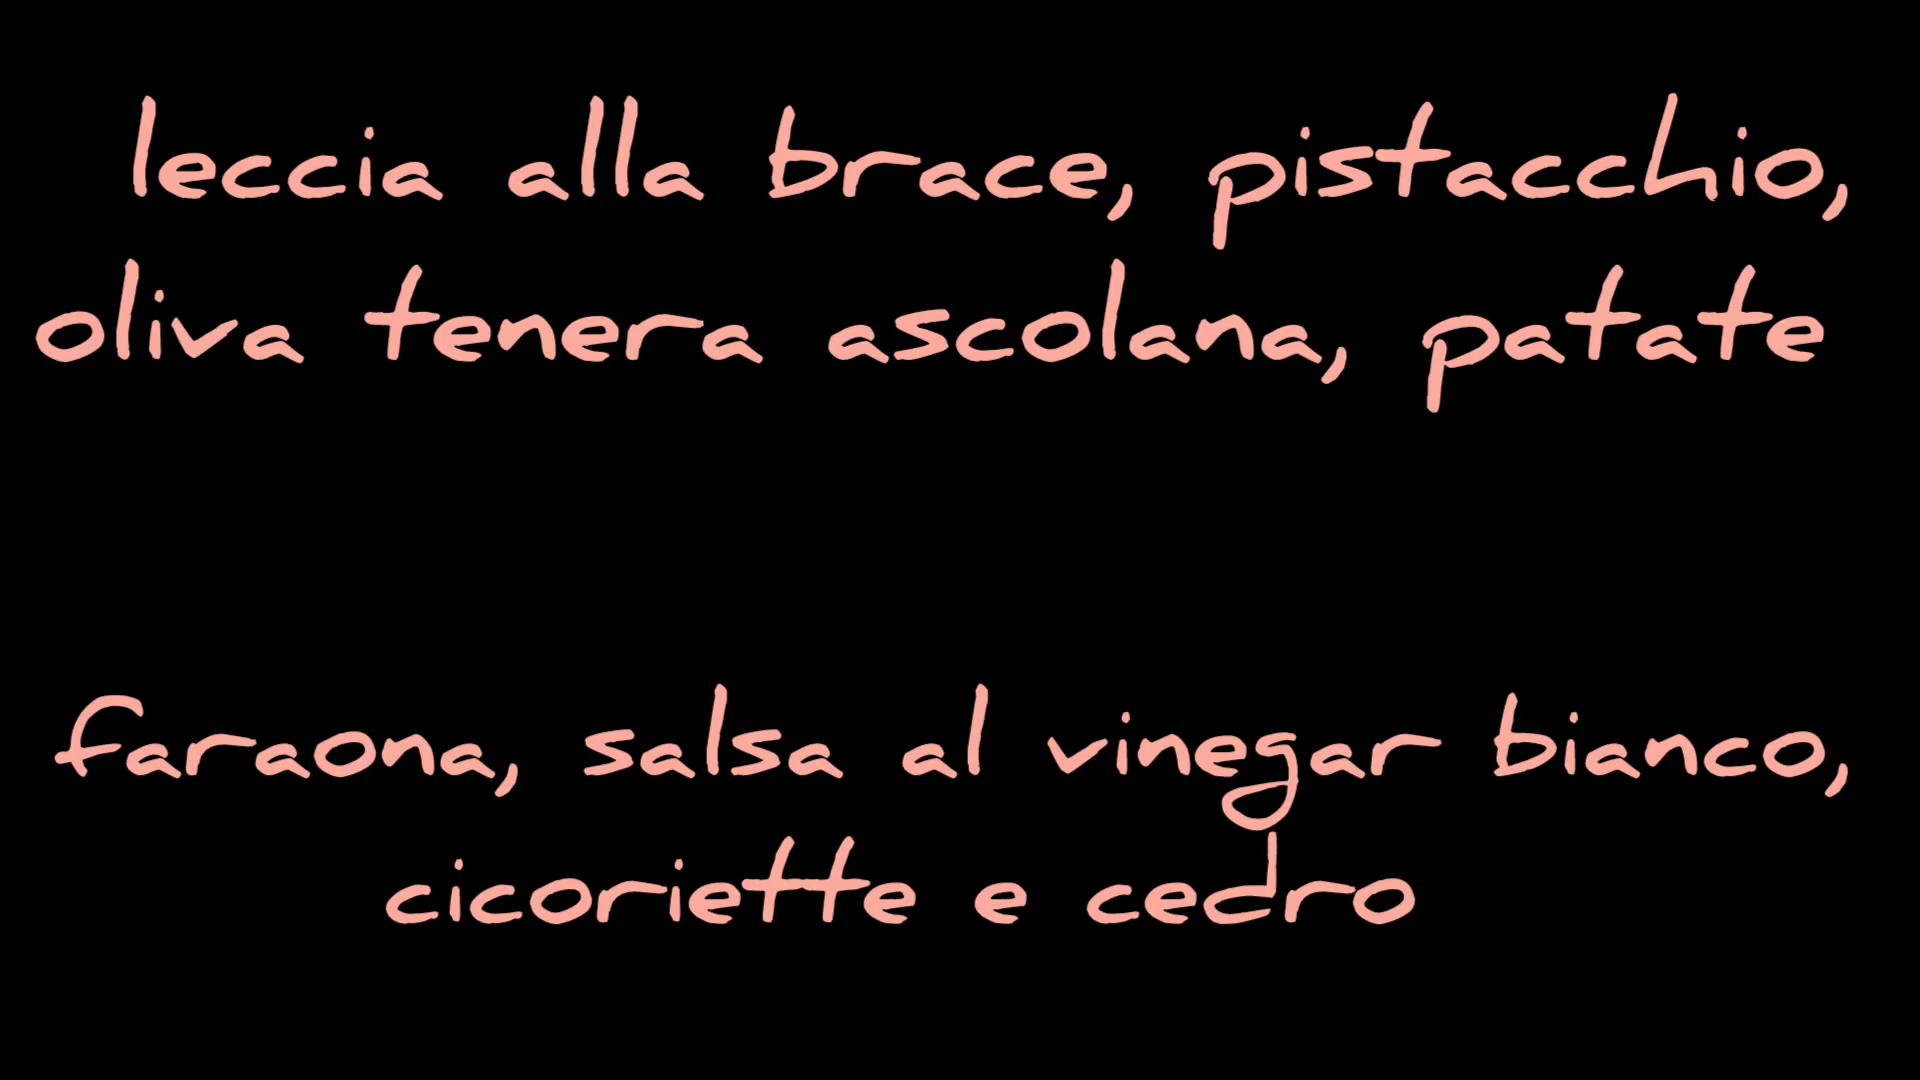 leccia alla brace, pistacchio,
oliva tenera ascolana, patate
faraona, salsa al vinegar bianco,
cicoriette e cedro